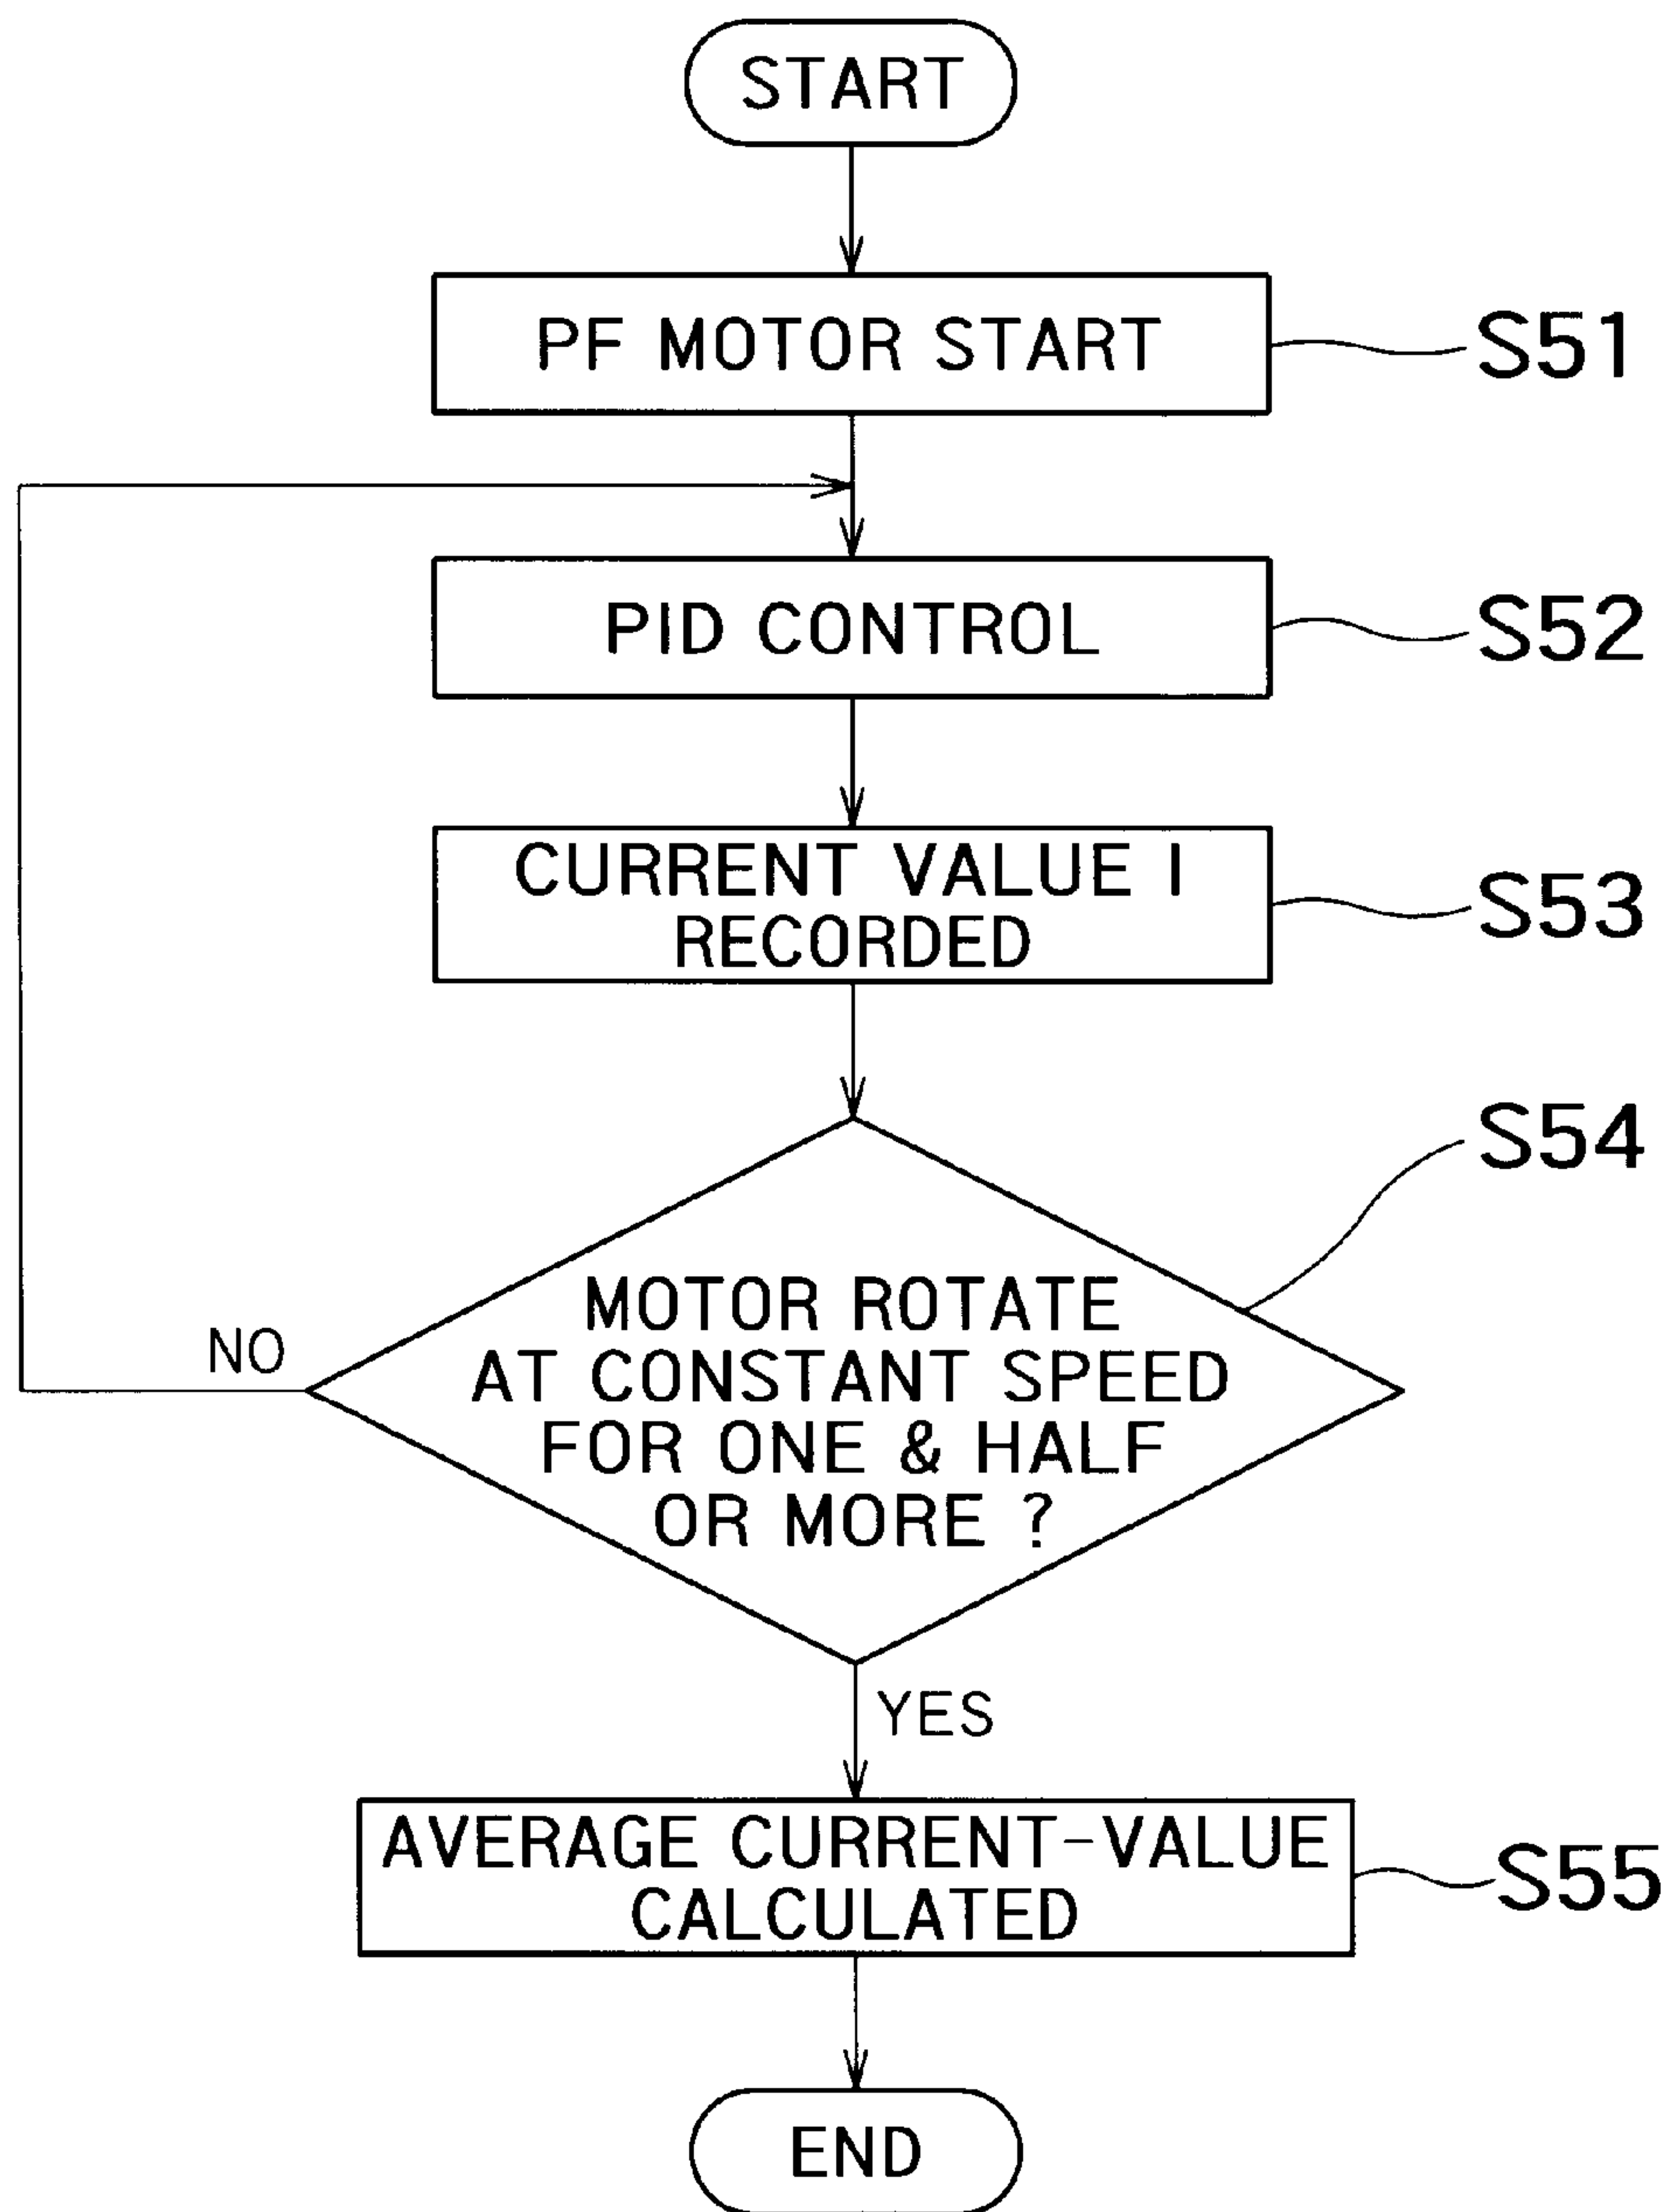 START
PF MOTOR START
S51
PID CONTROL
S52
CURRENT VALUE I
RECORDED
S53
S54
MOTOR ROTATE
AT CONSTANT SPEED
FOR ONE & HALF
OR MORE ?
NO
YES
AVERAGE CURRENT-VALUE
CALCULATED
S55
END